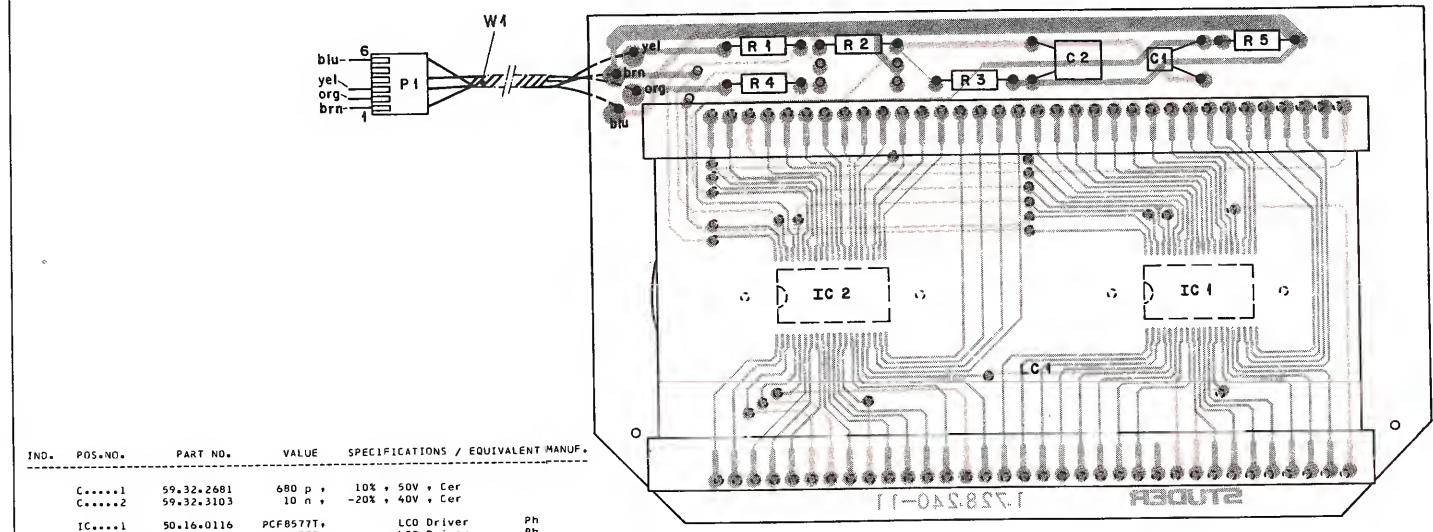 W1
blu 6
yel
org
brn
1
P1
yel
brn
org
blu
R 1
R 2
R 4
R 3
C 2
C1
R 5
IC 2
IC 1
LC 1
1.728.240-11
STUDER
IND. POS.NO. PART NO. VALUE SPECIFICATIONS / EQUIVALENT MANUF.
C.....1 59.32.2681 680 p , 10% , 50V , Cer
C.....2 59.32.3103 10 n , -20% , 40V , Cer
IC....1 50.16.0116 PCF8577T, LCD Driver Ph
LCD Driver Ph